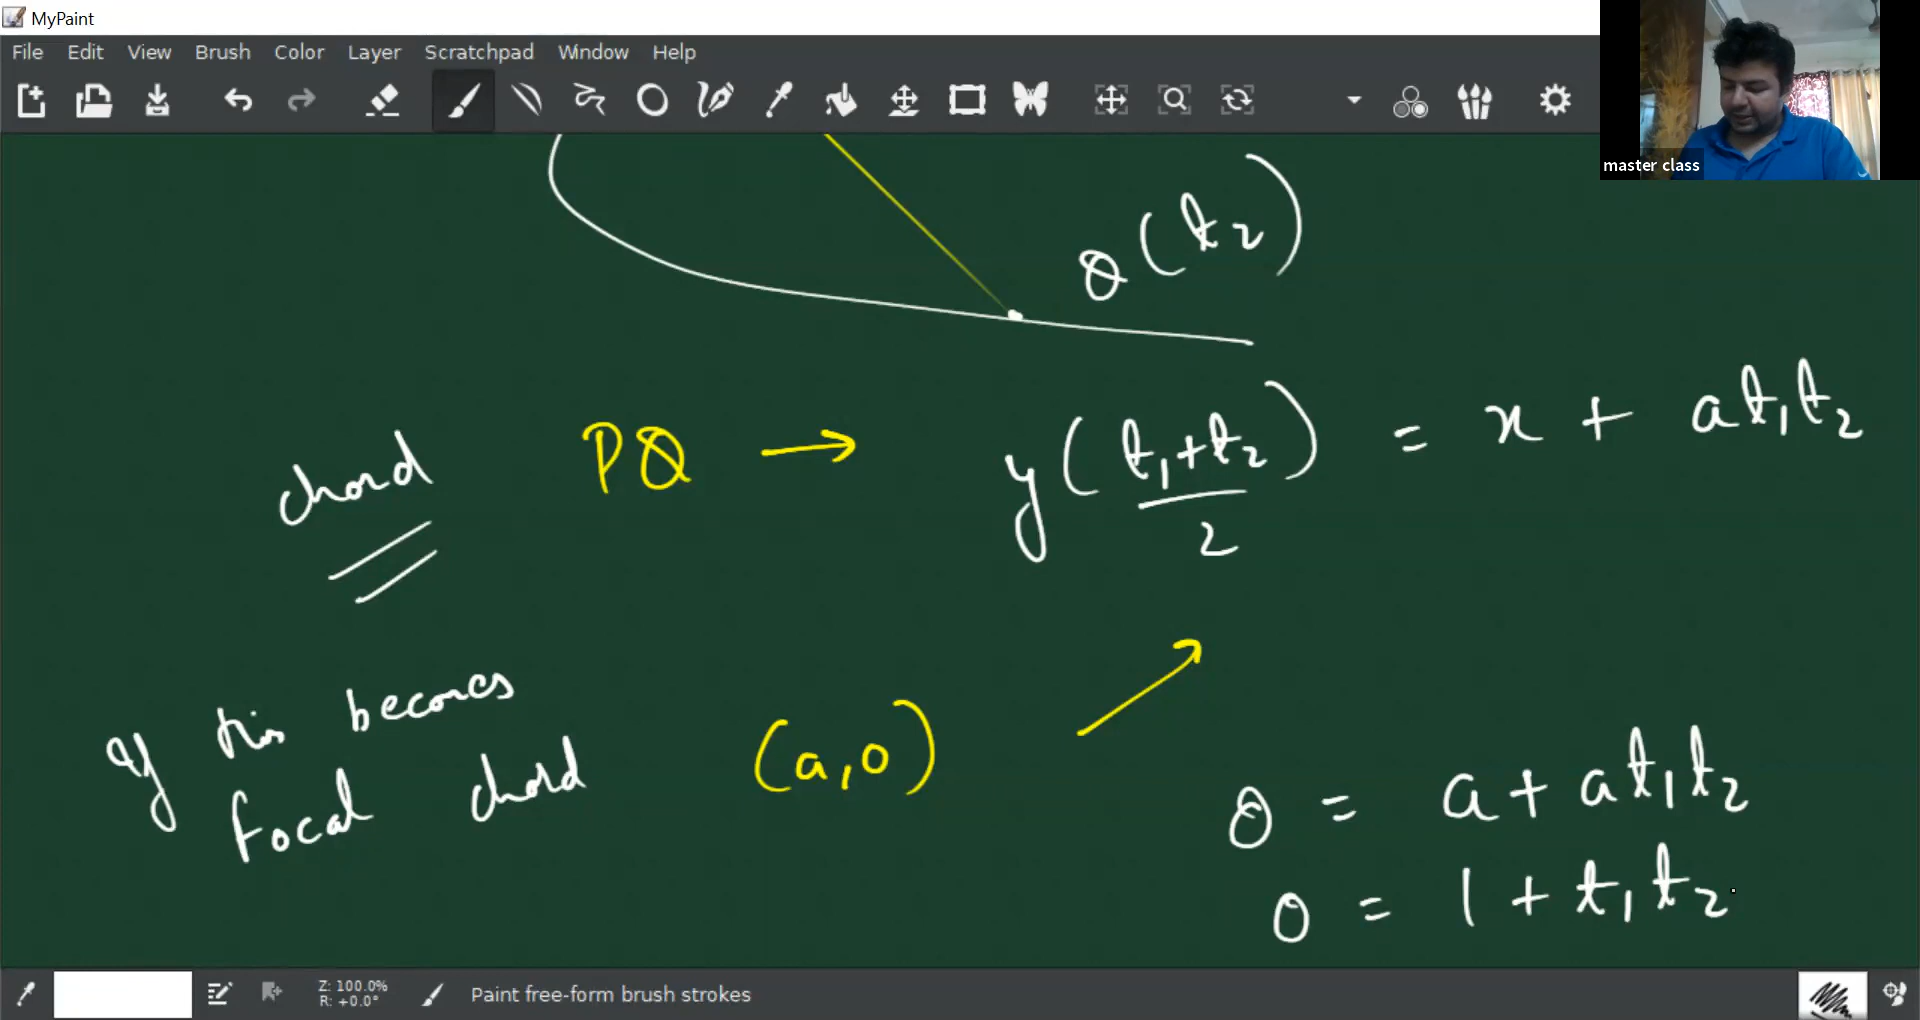 MyPaint
File Edit View Brush Color Layer Scratchpad Window Help
master class
Q(t₂)
chord PQ → y(t₁+t₂/2) = x + at₁t₂
If this becomes
focal chord (a,0)
0 = a + at₁t₂
0 = 1 + t₁t₂
Z: 100.0%
R: +0.0°
Paint free-form brush strokes